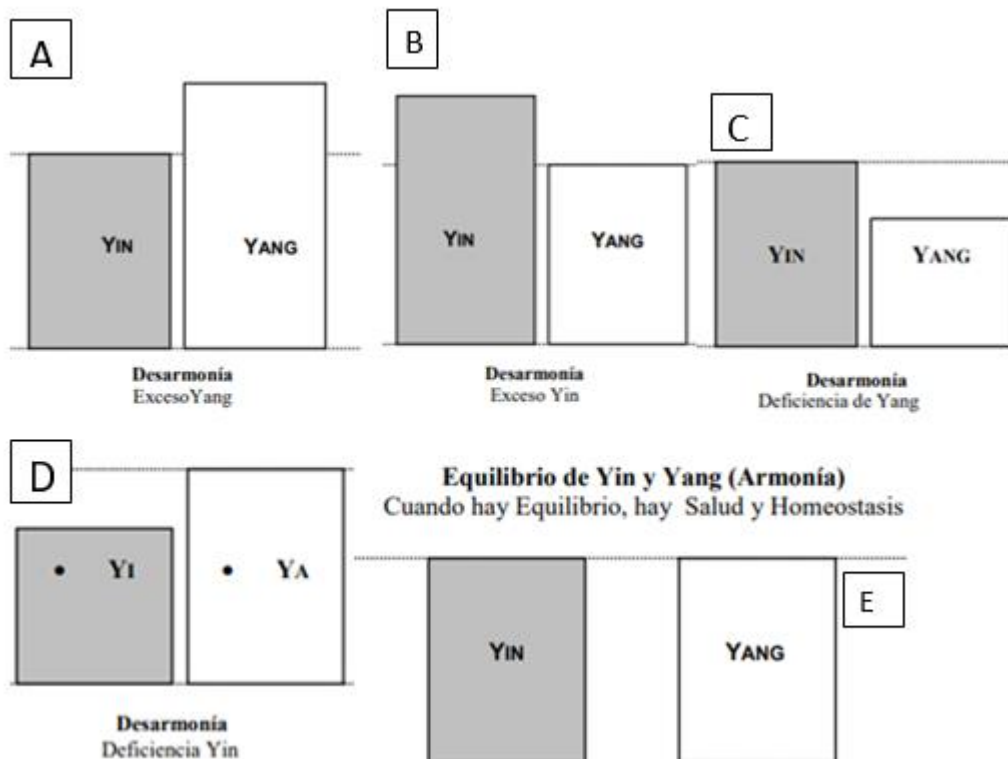 A
YIN
YANG
Desarmonía
ExcesoYang
B
YIN
YANG
Desarmonía
Exceso Yin
C
YIN
YANG
Desarmonía
Deficiencia de Yang
D
• YI
• YA
Desarmonía
Deficiencia Yin
Equilibrio de Yin y Yang (Armonía)
Cuando hay Equilibrio, hay Salud y Homeostasis
YIN
YANG
E